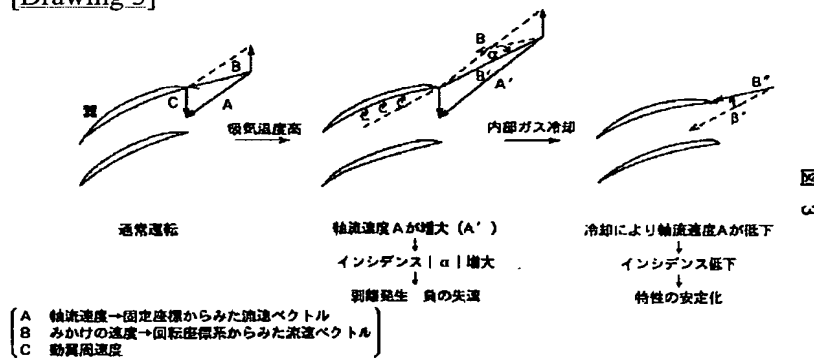 [Drawing 3]
B
A
C
翼
吸気温度高
B
α
B'
A'
内部ガス冷却
B"
β'
図3
通常運転
軸流速度Aが増大(A')
↓
インシデンス|α|増大
↓
剥離発生 負の失速
冷却により軸流速度Aが低下
↓
インシデンス低下
↓
特性の安定化
A 軸流速度→固定座標からみた流速ベクトル
B みかけの速度→回転座標系からみた流速ベクトル
C 動翼周速度